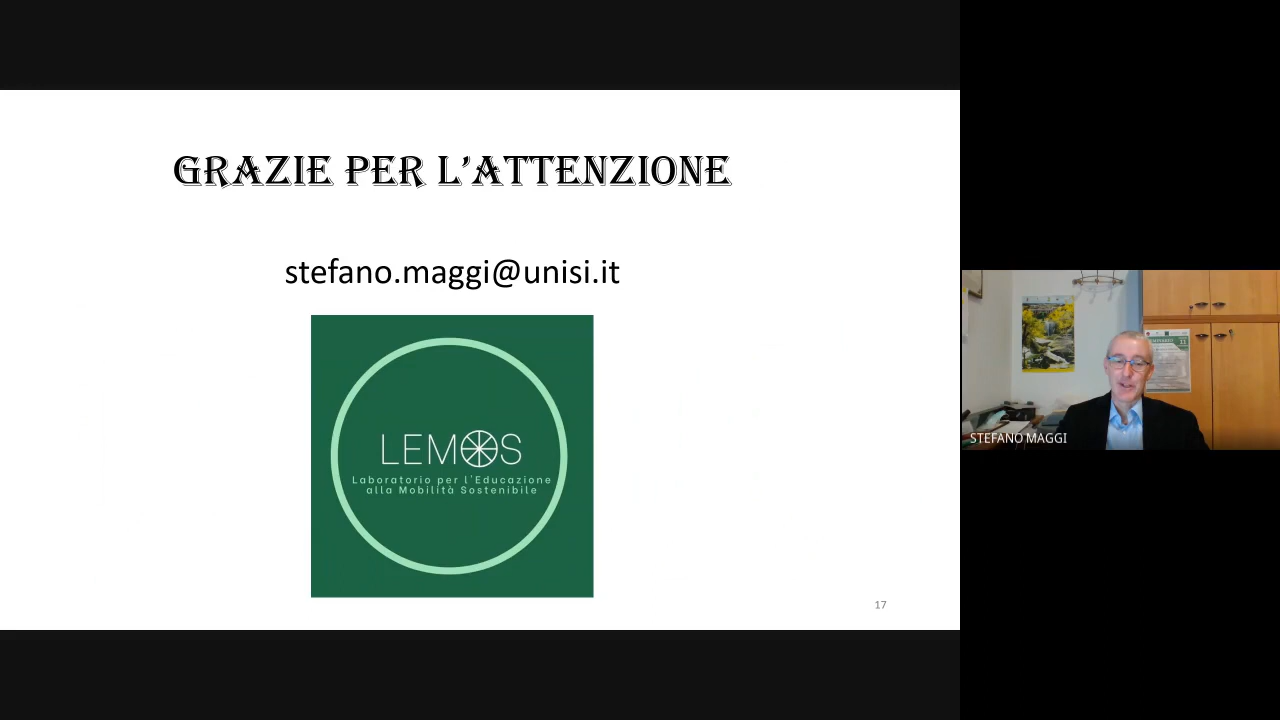 GRAZIE PER L'ATTENZIONE
stefano.maggi@unisi.it
LEMOS
Laboratorio per l'Educazione
alla Mobilità Sostenibile
17
STEFANO MAGGI